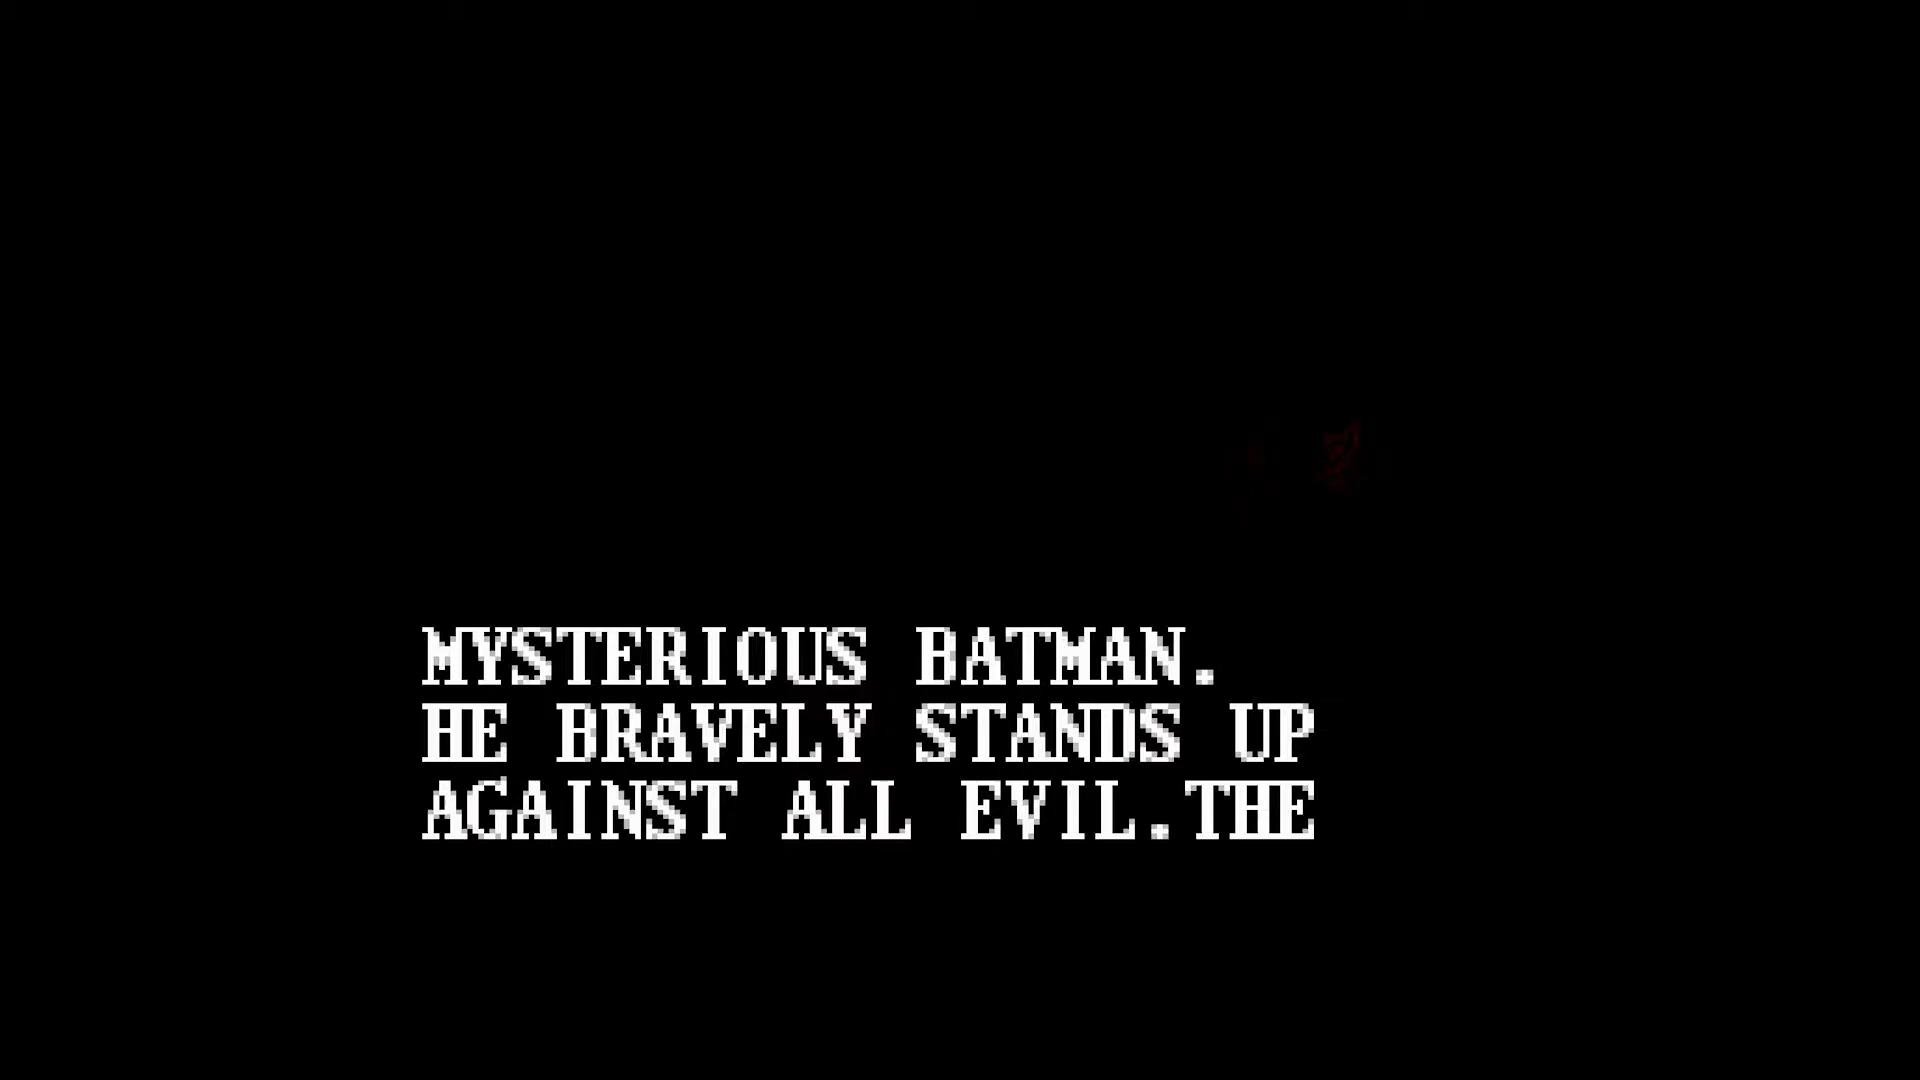 MYSTERIOUS BATMAN.
HE BRAVELY STANDS UP
AGAINST ALL EVIL.THE